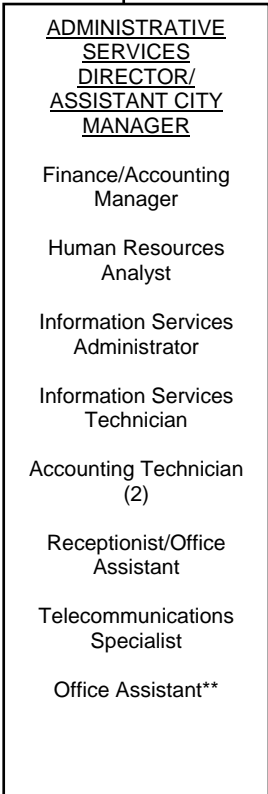 ADMINISTRATIVE
SERVICES
DIRECTOR/
ASSISTANT CITY
MANAGER
Finance/Accounting
Manager
Human Resources
Analyst
Information Services
Administrator
Information Services
Technician
Accounting Technician
(2)
Receptionist/Office
Assistant
Telecommunications
Specialist
Office Assistant**